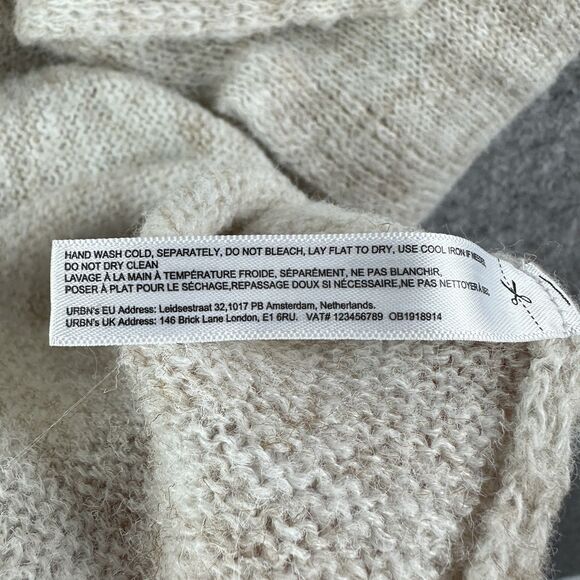 HAND WASH COLD, SEPARATELY, DO NOT BLEACH, LAY FLAT TO DRY, USE COOL IRON IF
DO NOT DRY CLEAN
LAVAGE À LA MAIN À TEMPÉRATURE FROIDE, SÉPARÉMENT, NE PAS BLANCHIR,
POSER À PLAT POUR LE SÉCHAGE,REPASSAGE DOUX SI NÉCESSAIRE,NE PAS NETTOYER À SEC
URBN's EU Address: Leidsestraat 32,1017 PB Amsterdam, Netherlands.
URBN's UK Address: 146 Brick Lane London, E1 6RU. VAT# 123456789 OB1918914